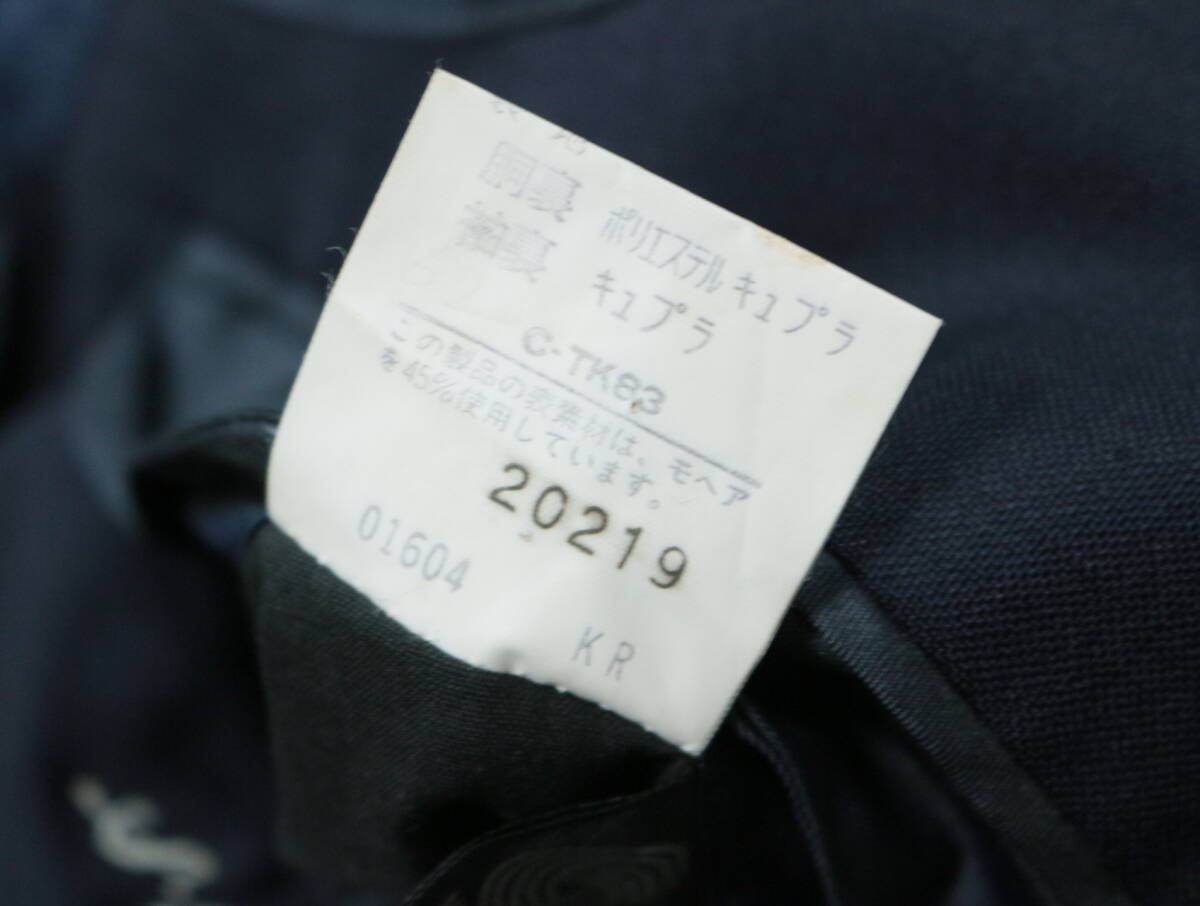 胴裏 ポリエステル キュプラ
袖裏 キュプラ
C-TK83
この製品の表素材は、モヘア
を45%使用しています。
20219
01604
KR